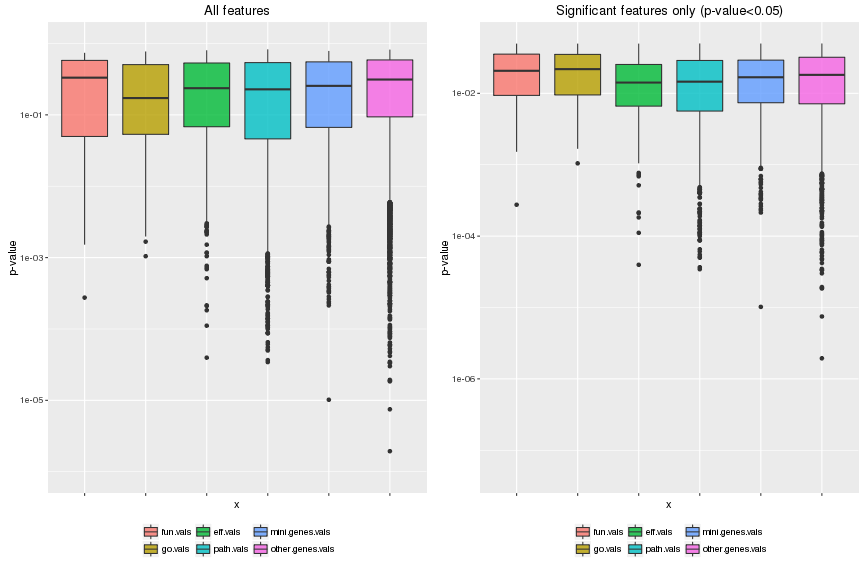 All features
p-value
1e-01
1e-03
1e-05
x
fun.vals eff.vals mini.genes.vals
go.vals path.vals other.genes.vals
Significant features only (p-value<0.05)
p-value
1e-02
1e-04
1e-06
x
fun.vals eff.vals mini.genes.vals
go.vals path.vals other.genes.vals